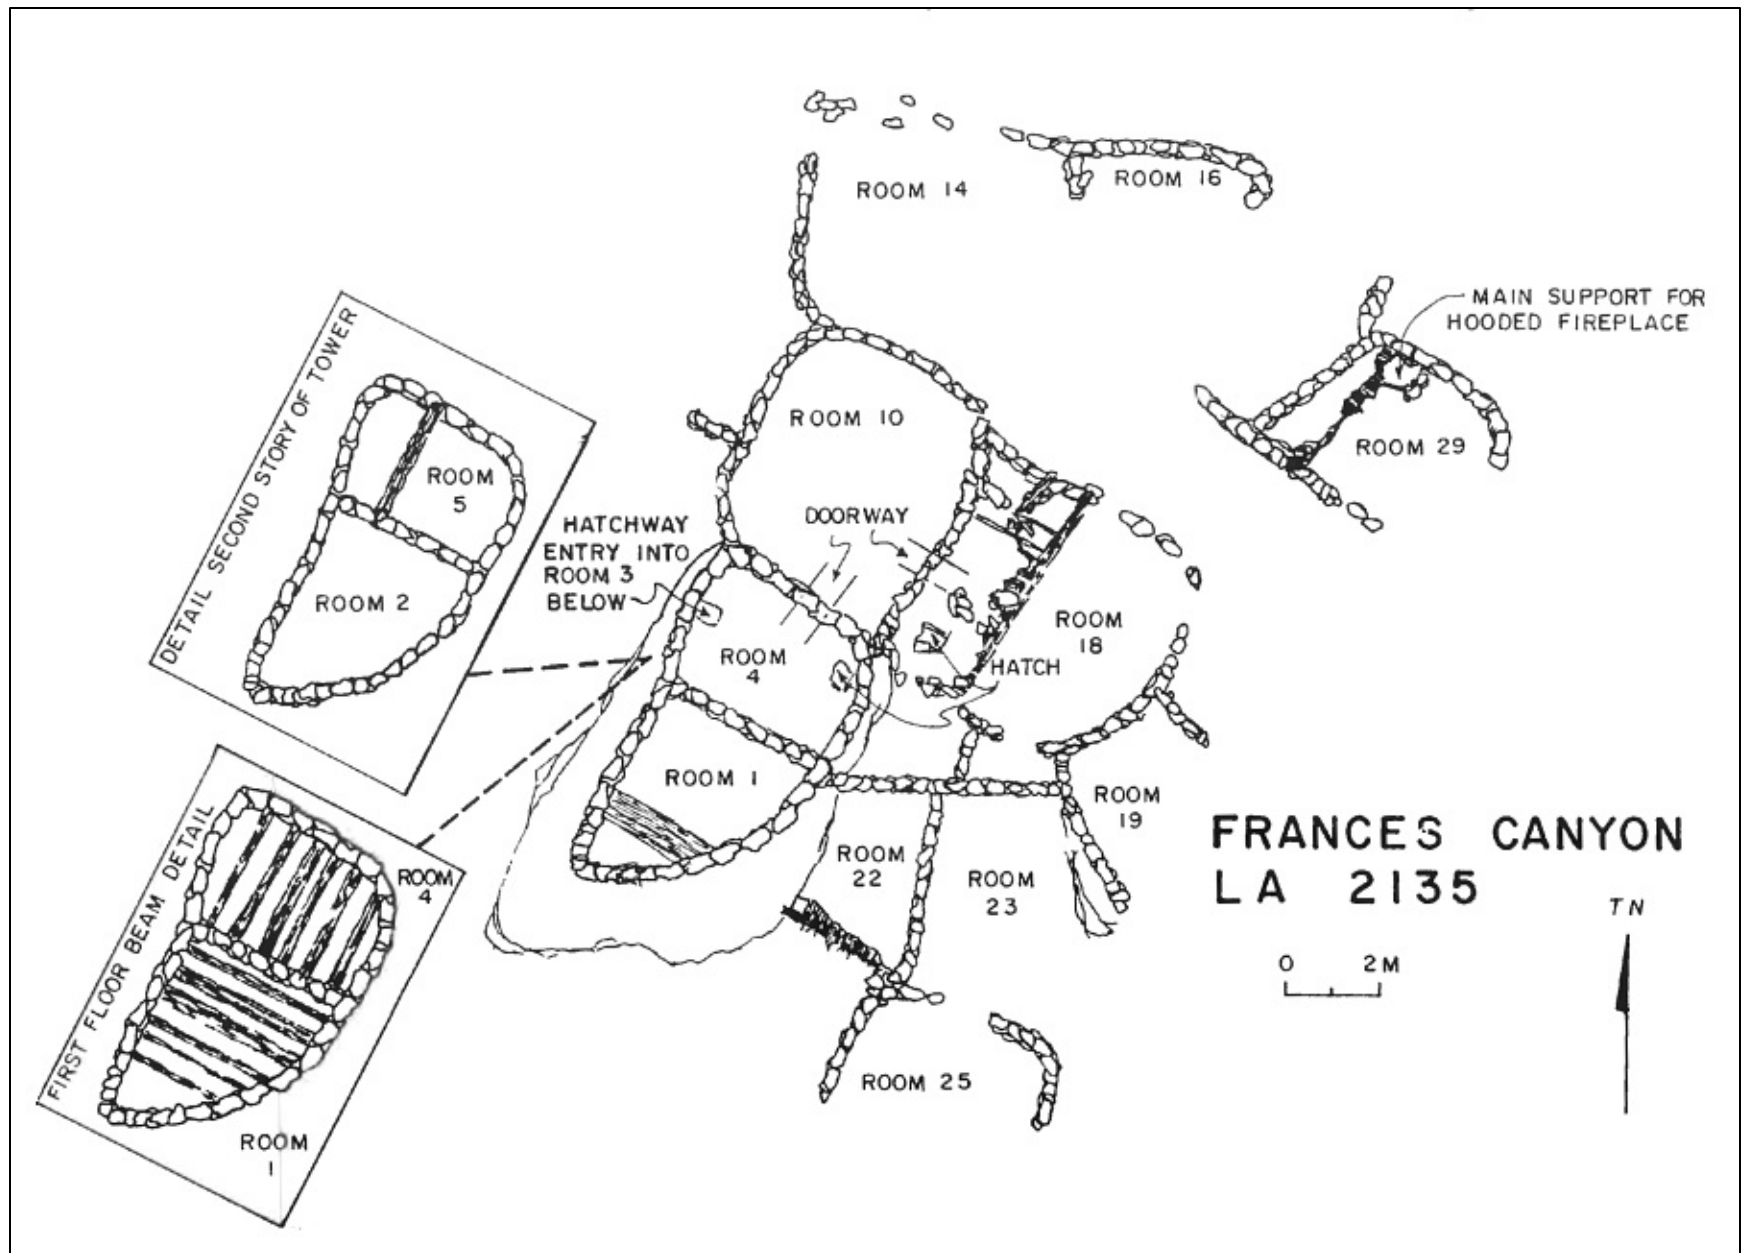 ROOM 14
ROOM 16
MAIN SUPPORT FOR
HOODED FIREPLACE
ROOM 29
ROOM 10
DETAIL SECOND STORY OF TOWER
ROOM
5
ROOM 2
HATCHWAY
ENTRY INTO
ROOM 3
BELOW
DOORWAY
ROOM
18
HATCH
ROOM
4
ROOM 1
FIRST FLOOR BEAM DETAIL
ROOM
4
ROOM
1
ROOM
19
ROOM
22
ROOM
23
ROOM 25
FRANCES CANYON
LA 2135
TN
0 2M